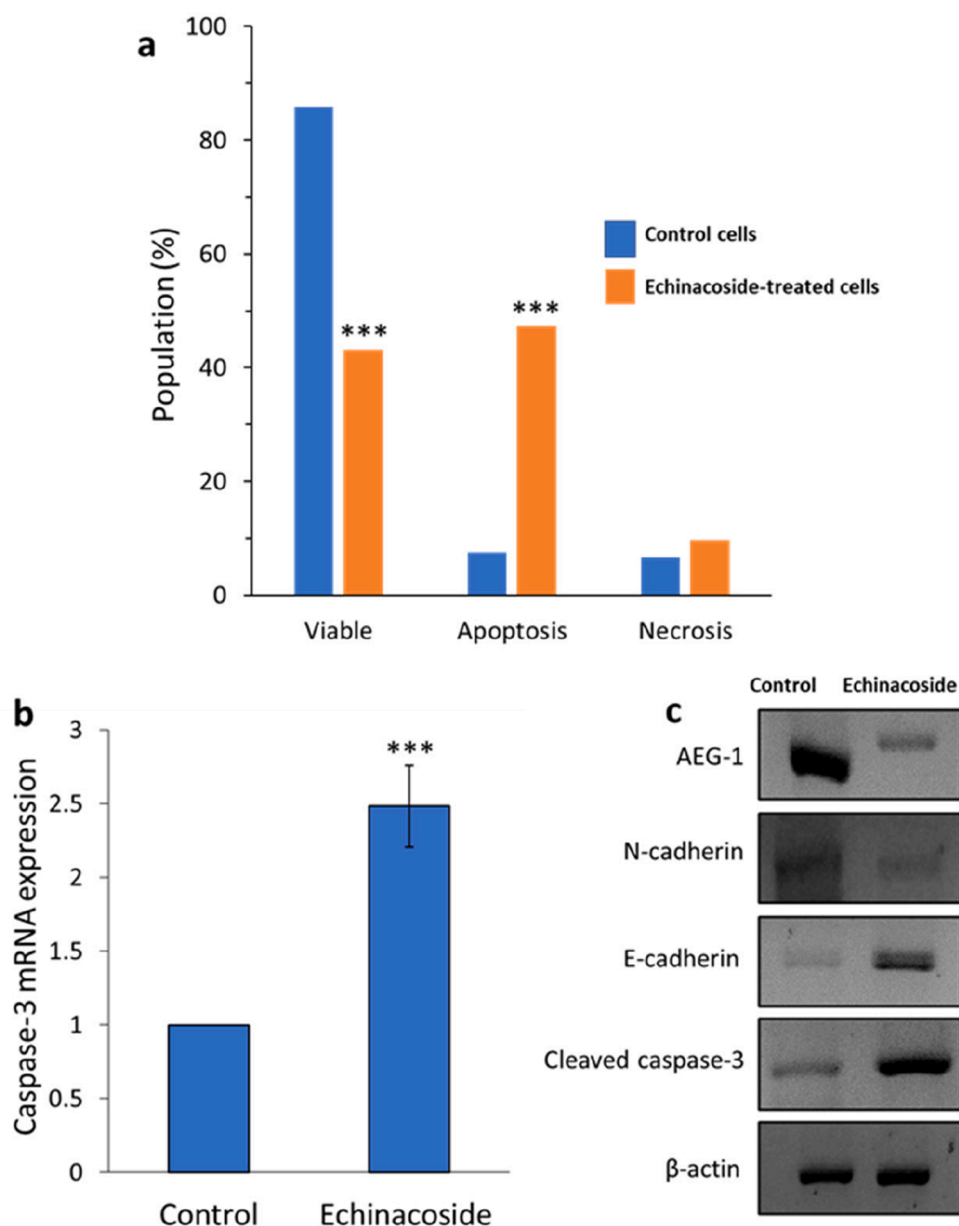 a
100
80
60
40
20
0
Population (%)
Control cells
Echinacoside-treated cells
***
***
Viable Apoptosis Necrosis
b
3
2.5
2
1.5
1
0.5
0
Caspase-3 mRNA expression
***
Control Echinacoside
c
Control Echinacoside
AEG-1
N-cadherin
E-cadherin
Cleaved caspase-3
β-actin